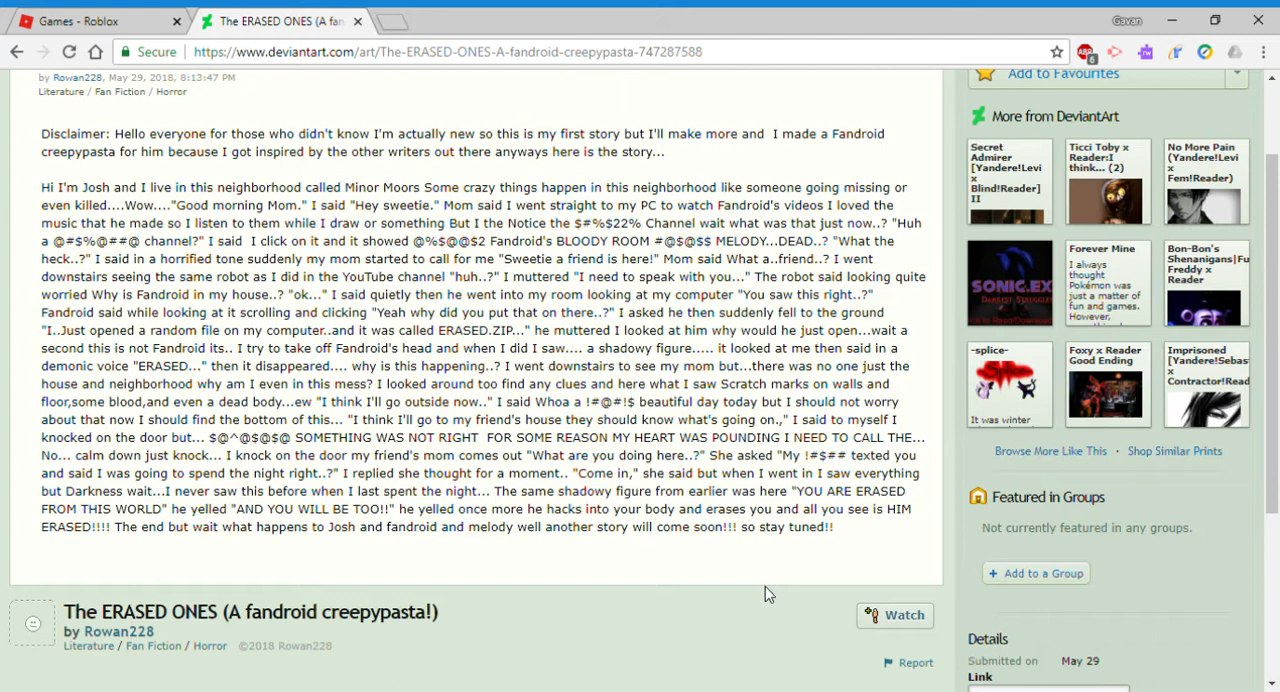 Games - Roblox
The ERASED ONES (A fan
Gavan
Secure
https://www.deviantart.com/art/The-ERASED-ONES-A-fandroid-creepypasta-747287588
ABP
6
rw
by Rowan228, May 29, 2018, 8:13:47 PM
Literature / Fan Fiction / Horror
Disclaimer: Hello everyone for those who didn't know I'm actually new so this is my first story but I'll make more and I made a Fandroid
creepypasta for him because I got inspired by the other writers out there anyways here is the story...
Hi I'm Josh and I live in this neighborhood called Minor Moors Some crazy things happen in this neighborhood like someone going missing or
even killed....Wow...."Good morning Mom." I said "Hey sweetie." Mom said I went straight to my PC to watch Fandroid's videos I loved the
music that he made so I listen to them while I draw or something But I the Notice the $#%$22% Channel wait what was that just now..? "Huh
a @#$%@##@ channel?" I said I click on it and it showed @%$@@$2 Fandroid's BLOODY ROOM #@$@$$ MELODY...DEAD..? "What the
heck..?" I said in a horrified tone suddenly my mom started to call for me "Sweetie a friend is here!" Mom said What a..friend..? I went
downstairs seeing the same robot as I did in the YouTube channel "huh..?" I muttered "I need to speak with you..." The robot said looking quite
worried Why is Fandroid in my house..? "ok..." I said quietly then he went into my room looking at my computer "You saw this right..?"
Fandroid said while looking at it scrolling and clicking "Yeah why did you put that on there..?" I asked he then suddenly fell to the ground
"I..Just opened a random file on my computer..and it was called ERASED.ZIP..." he muttered I looked at him why would he just open...wait a
second this is not Fandroid its.. I try to take off Fandroid's head and when I did I saw.... a shadowy figure..... it looked at me then said in a
demonic voice "ERASED..." then it disappeared.... why is this happening..? I went downstairs to see my mom but...there was no one just the
house and neighborhood why am I even in this mess? I looked around too find any clues and here what I saw Scratch marks on walls and
floor,some blood,and even a dead body...ew "I think I'll go outside now.." I said Whoa a !#@#!$ beautiful day today but I should not worry
about that now I should find the bottom of this... "I think I'll go to my friend's house they should know what's going on.," I said to myself I
knocked on the door but... $@^@$@$@ SOMETHING WAS NOT RIGHT FOR SOME REASON MY HEART WAS POUNDING I NEED TO CALL THE...
No... calm down just knock... I knock on the door my friend's mom comes out "What are you doing here..?" She asked "My !#$## texted you
and said I was going to spend the night right..?" I replied she thought for a moment.. "Come in," she said but when I went in I saw everything
but Darkness wait...I never saw this before when I last spent the night... The same shadowy figure from earlier was here "YOU ARE ERASED
FROM THIS WORLD" he yelled "AND YOU WILL BE TOO!!" he yelled once more he hacks into your body and erases you and all you see is HIM
ERASED!!!! The end but wait what happens to Josh and fandroid and melody well another story will come soon!!! so stay tuned!!
The ERASED ONES (A fandroid creepypasta!)
by Rowan228
Literature / Fan Fiction / Horror ©2018 Rowan228
Watch
Report
Add to Favourites
More from DeviantArt
Secret
Admirer
[Yandere!Levi
x
Blind!Reader]
II
Ticci Toby x
Reader:I
think... (2)
No More Pain
(Yandere!Levi
x
Fem!Reader)
SONIC.EX
Forever Mine
I always
thought
Pokémon
was just a
matter of
fun and
games.
However,
Bon-Bon's
Shenanigans|Fu
Freddy x
Reader
-splice-
Splice
It was winter
Foxy x Reader
Good Ending
Imprisoned
[Yandere!Sebas
x
Contractor!Read
Browse More Like This · Shop Similar Prints
Featured in Groups
Not currently featured in any groups.
+ Add to a Group
Details
Submitted on May 29
Link